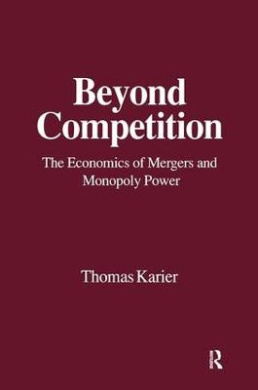 Beyond
Competition
The Economics of Mergers and
Monopoly Power
Thomas Karier
R